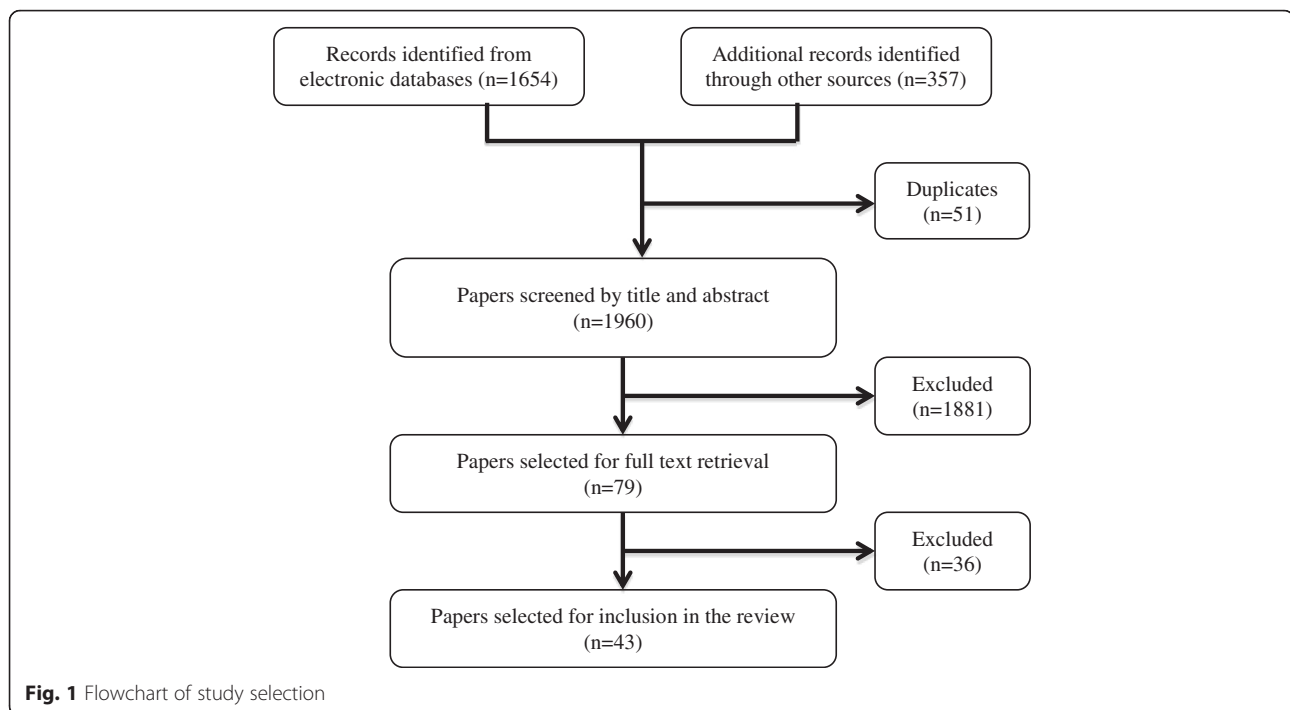 Records identified from
electronic databases (n=1654)
Additional records identified
through other sources (n=357)
Duplicates
(n=51)
Papers screened by title and abstract
(n=1960)
Excluded
(n=1881)
Papers selected for full text retrieval
(n=79)
Excluded
(n=36)
Papers selected for inclusion in the review
(n=43)
Fig. 1 Flowchart of study selection